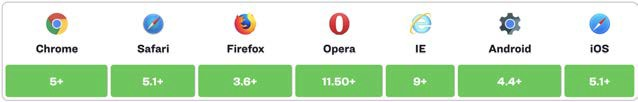 Chrome Safari Firefox Opera IE Android iOS
5+ 5.1+ 3.6+ 11.50+ 9+ 4.4+ 5.1+